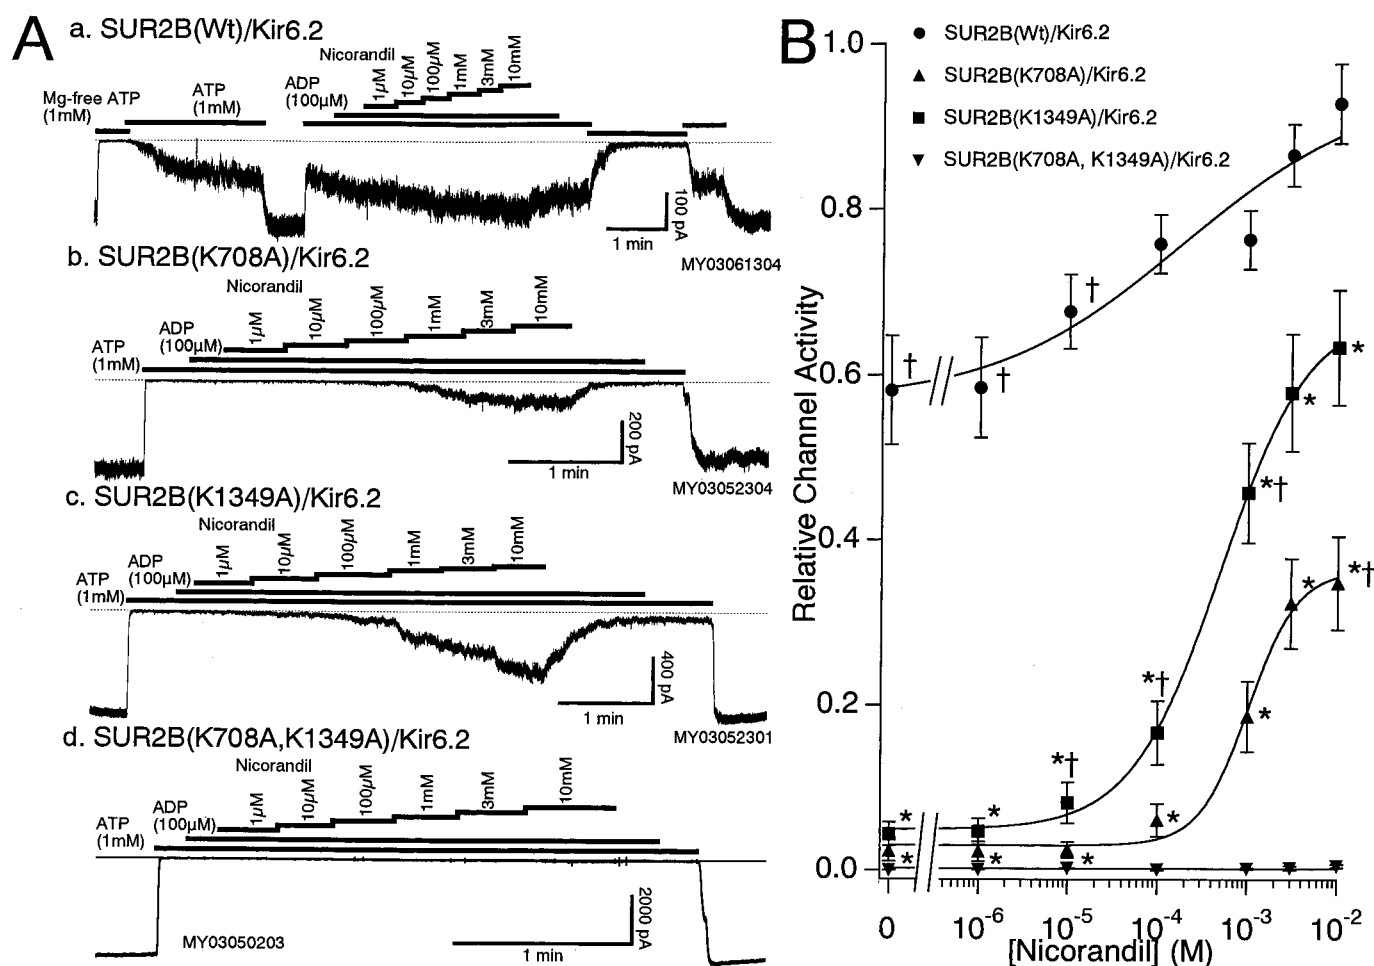 A
a. SUR2B(Wt)/Kir6.2
Nicorandil
1μM
10μM
100μM
1mM
3mM
10mM
Mg-free ATP
(1mM)
ATP
(1mM)
ADP
(100μM)
100 pA
1 min
MY03061304
b. SUR2B(K708A)/Kir6.2
Nicorandil
1μM
10μM
100μM
1mM
3mM
10mM
ADP
(100μM)
ATP
(1mM)
200 pA
1 min
MY03052304
c. SUR2B(K1349A)/Kir6.2
Nicorandil
1μM
10μM
100μM
1mM
3mM
10mM
ADP
(100μM)
ATP
(1mM)
400 pA
1 min
MY03052301
d. SUR2B(K708A,K1349A)/Kir6.2
Nicorandil
1μM
10μM
100μM
1mM
3mM
10mM
ADP
(100μM)
ATP
(1mM)
2000 pA
1 min
MY03050203
B
● SUR2B(Wt)/Kir6.2
▲ SUR2B(K708A)/Kir6.2
■ SUR2B(K1349A)/Kir6.2
▼ SUR2B(K708A, K1349A)/Kir6.2
Relative Channel Activity
1.0
0.8
0.6
0.4
0.2
0.0
†
†
†
*
*†
*
*†
*†
*
*†
*†
*
*
*
*
*
*
*
0 10⁻⁶ 10⁻⁵ 10⁻⁴ 10⁻³ 10⁻²
[Nicorandil] (M)